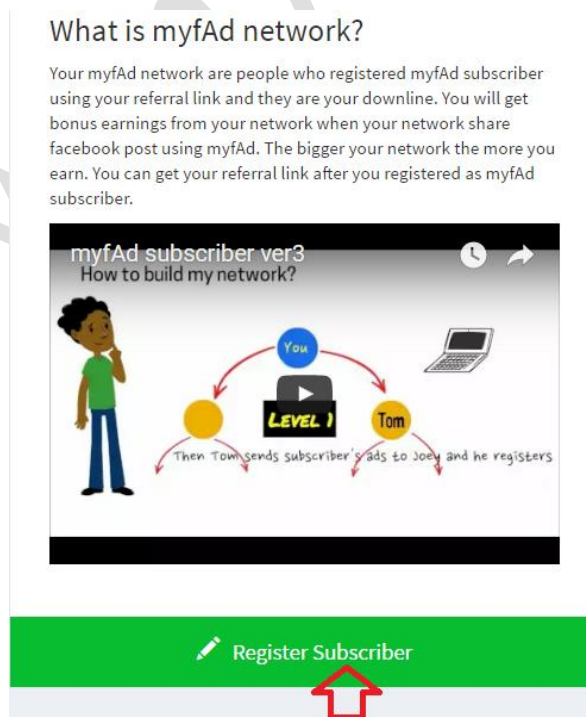 What is myfAd network?
Your myfAd network are people who registered myfAd subscriber
using your referral link and they are your downline. You will get
bonus earnings from your network when your network share
facebook post using myfAd. The bigger your network the more you
earn. You can get your referral link after you registered as myfAd
subscriber.
myfAd subscriber ver3
How to build my network?
You
LEVEL 1
Tom
Then Tom sends subscriber's ads to Joey and he registers
Register Subscriber